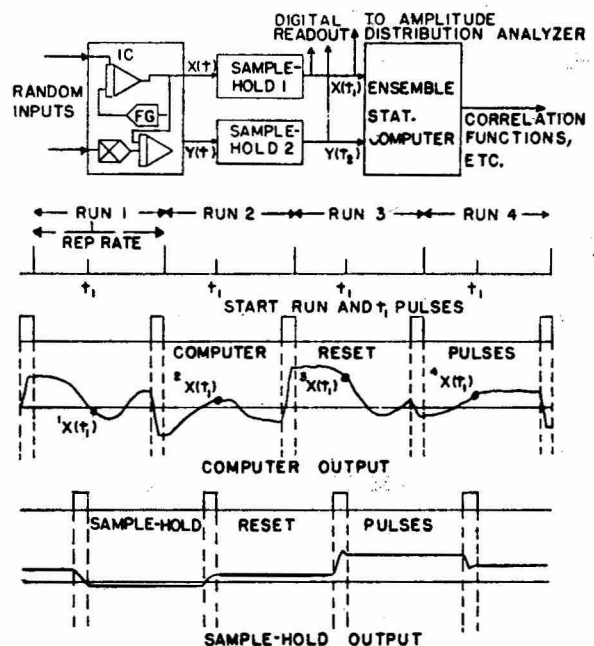 DIGITAL READOUT
TO AMPLITUDE DISTRIBUTION ANALYZER
IC
RANDOM INPUTS
FG
X(t)
SAMPLE-HOLD 1
X(t₁)
Y(t)
SAMPLE-HOLD 2
Y(t₂)
ENSEMBLE STAT. COMPUTER
CORRELATION FUNCTIONS, ETC.
RUN 1 RUN 2 RUN 3 RUN 4
REP RATE
t₁ t₁ t₁ t₁
START RUN AND t₁ PULSES
COMPUTER RESET PULSES
¹X(t₁) ²X(t₁) ³X(t₁) ⁴X(t₁)
COMPUTER OUTPUT
SAMPLE-HOLD RESET PULSES
SAMPLE-HOLD OUTPUT